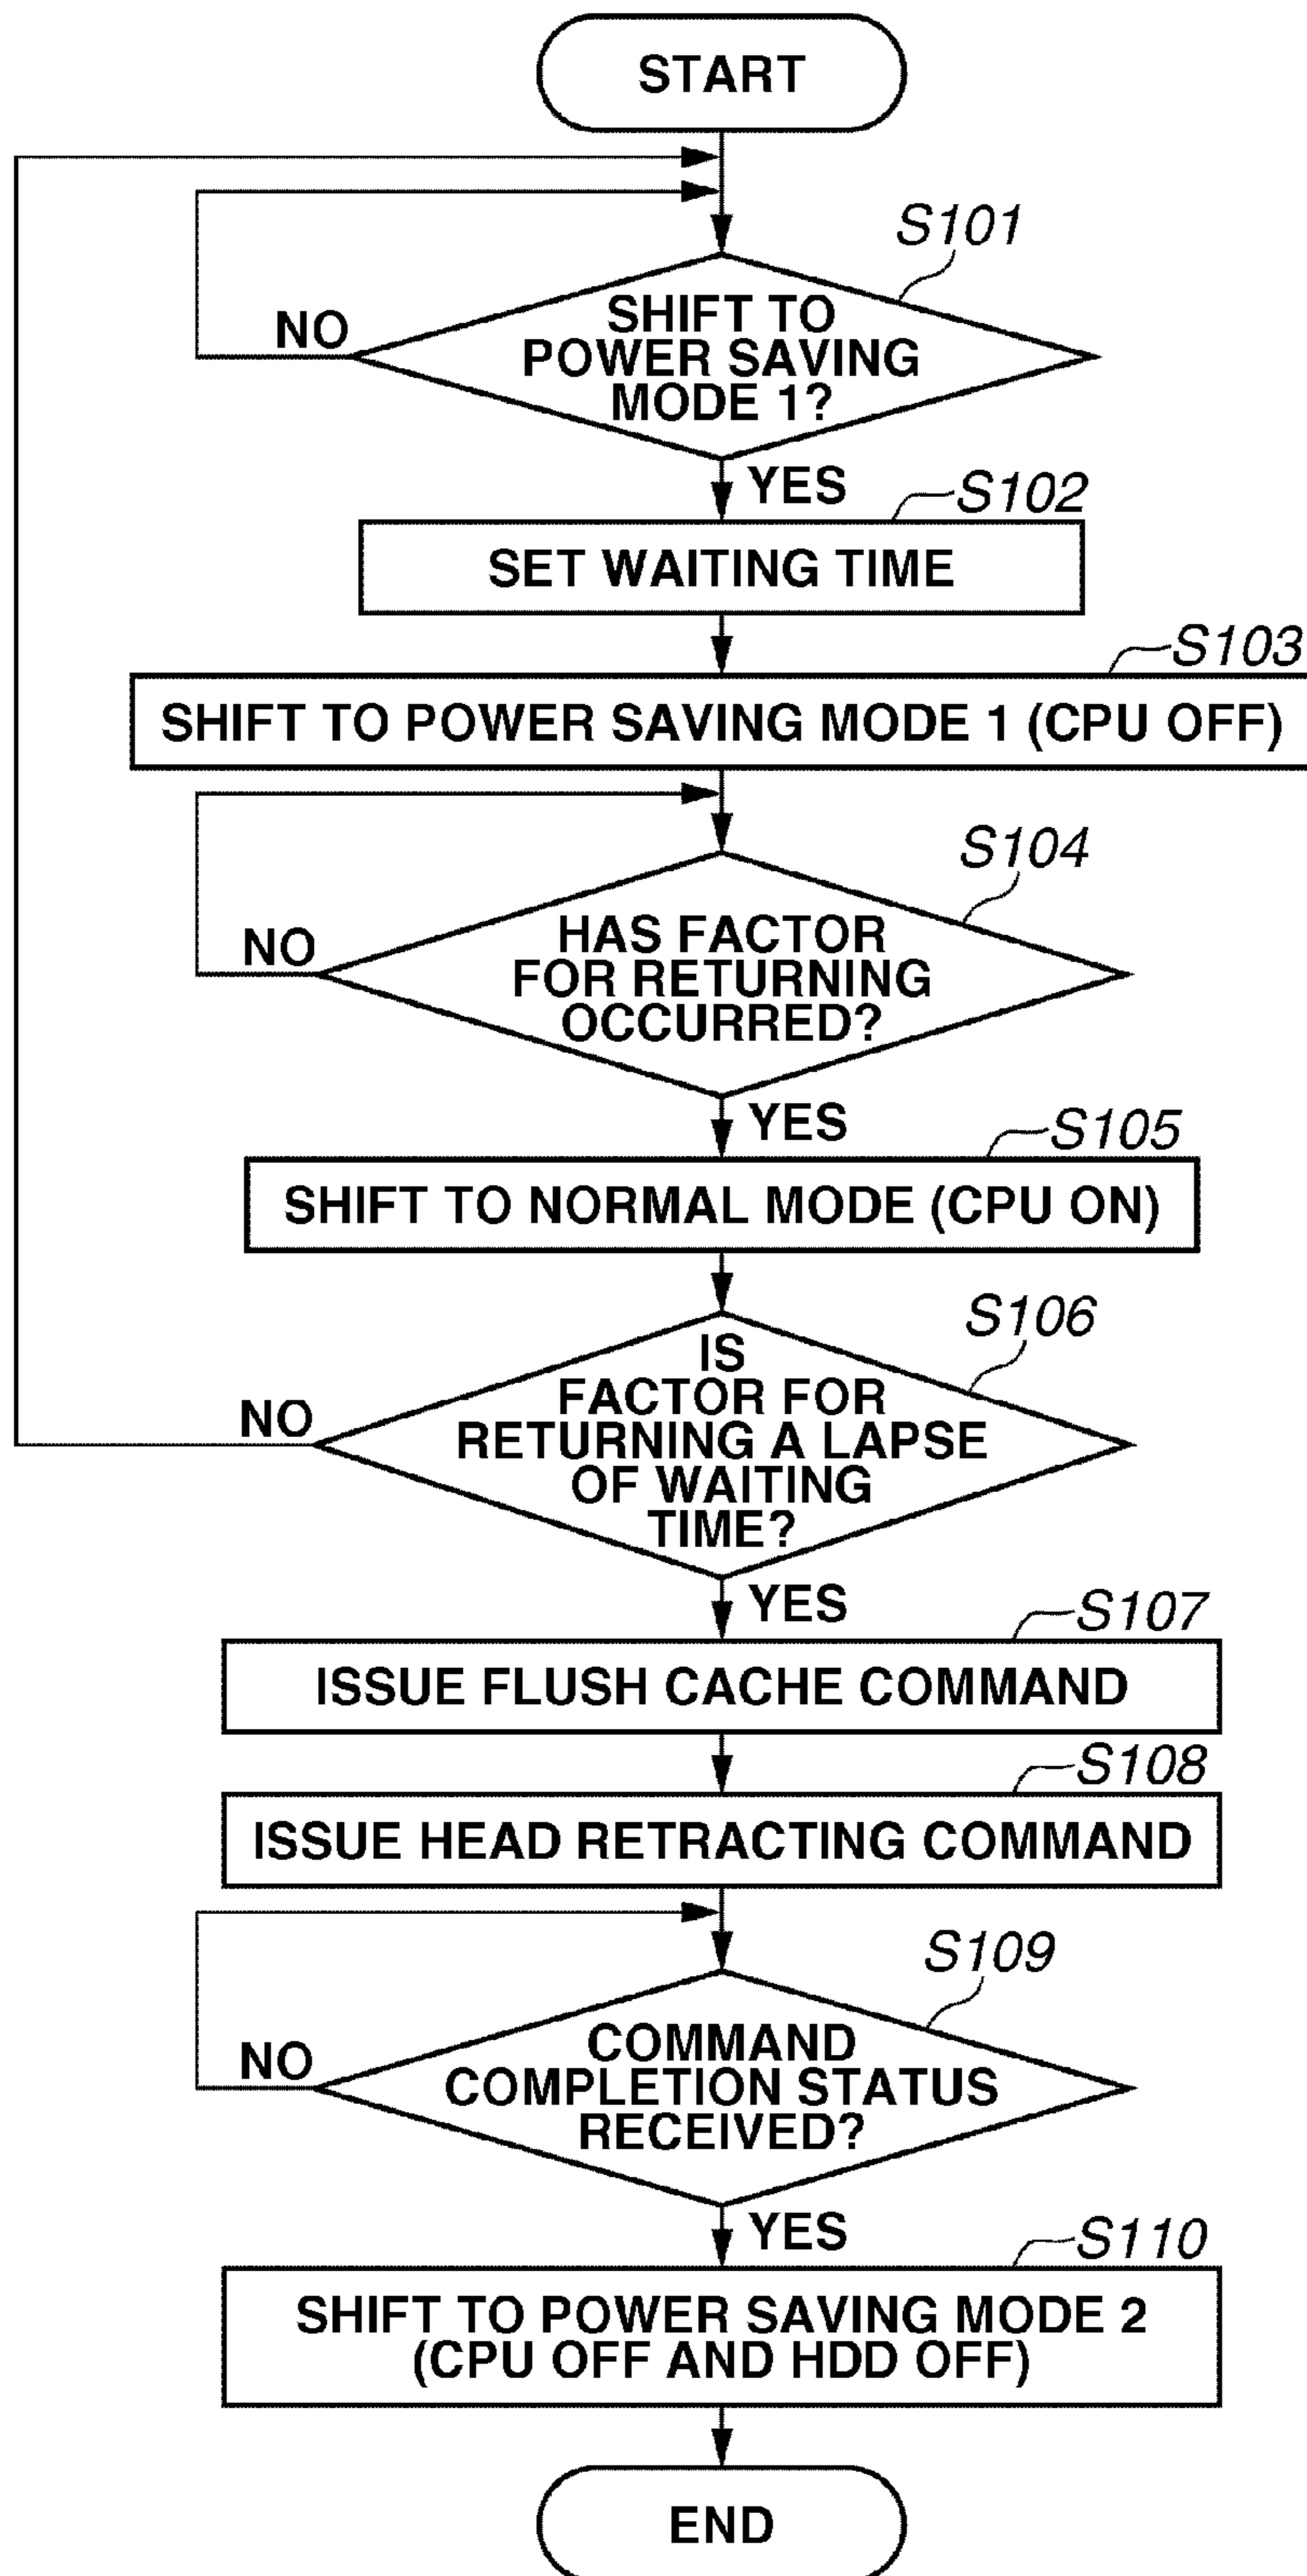 START
S101
SHIFT TO
POWER SAVING
MODE 1?
NO
YES
S102
SET WAITING TIME
S103
SHIFT TO POWER SAVING MODE 1 (CPU OFF)
S104
HAS FACTOR
FOR RETURNING
OCCURRED?
NO
YES
S105
SHIFT TO NORMAL MODE (CPU ON)
S106
IS
FACTOR FOR
RETURNING A LAPSE
OF WAITING
TIME?
NO
YES
S107
ISSUE FLUSH CACHE COMMAND
S108
ISSUE HEAD RETRACTING COMMAND
S109
COMMAND
COMPLETION STATUS
RECEIVED?
NO
YES
S110
SHIFT TO POWER SAVING MODE 2
(CPU OFF AND HDD OFF)
END